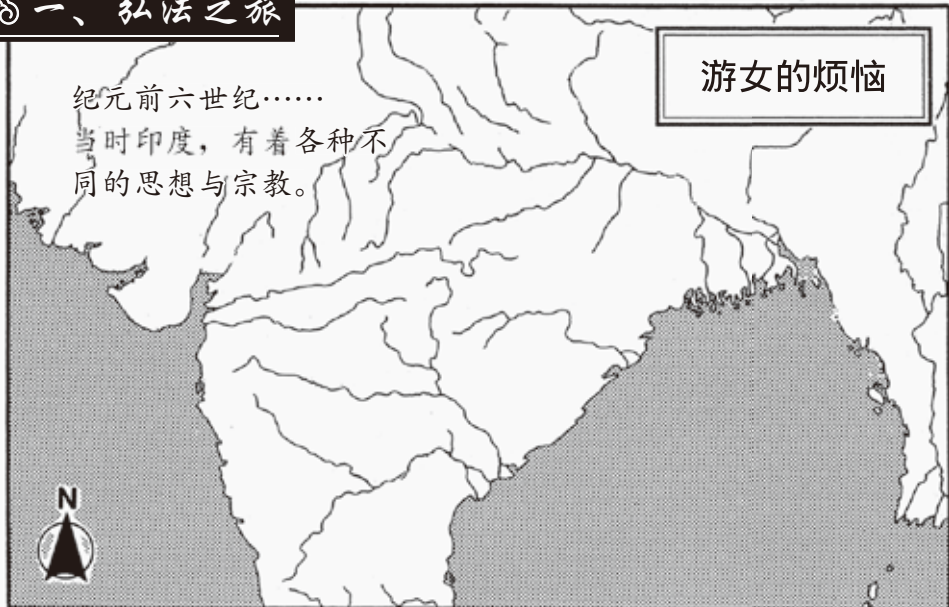 一、弘法之旅
游女的烦恼
纪元前六世纪……
当时印度，有着各种不
同的思想与宗教。
N